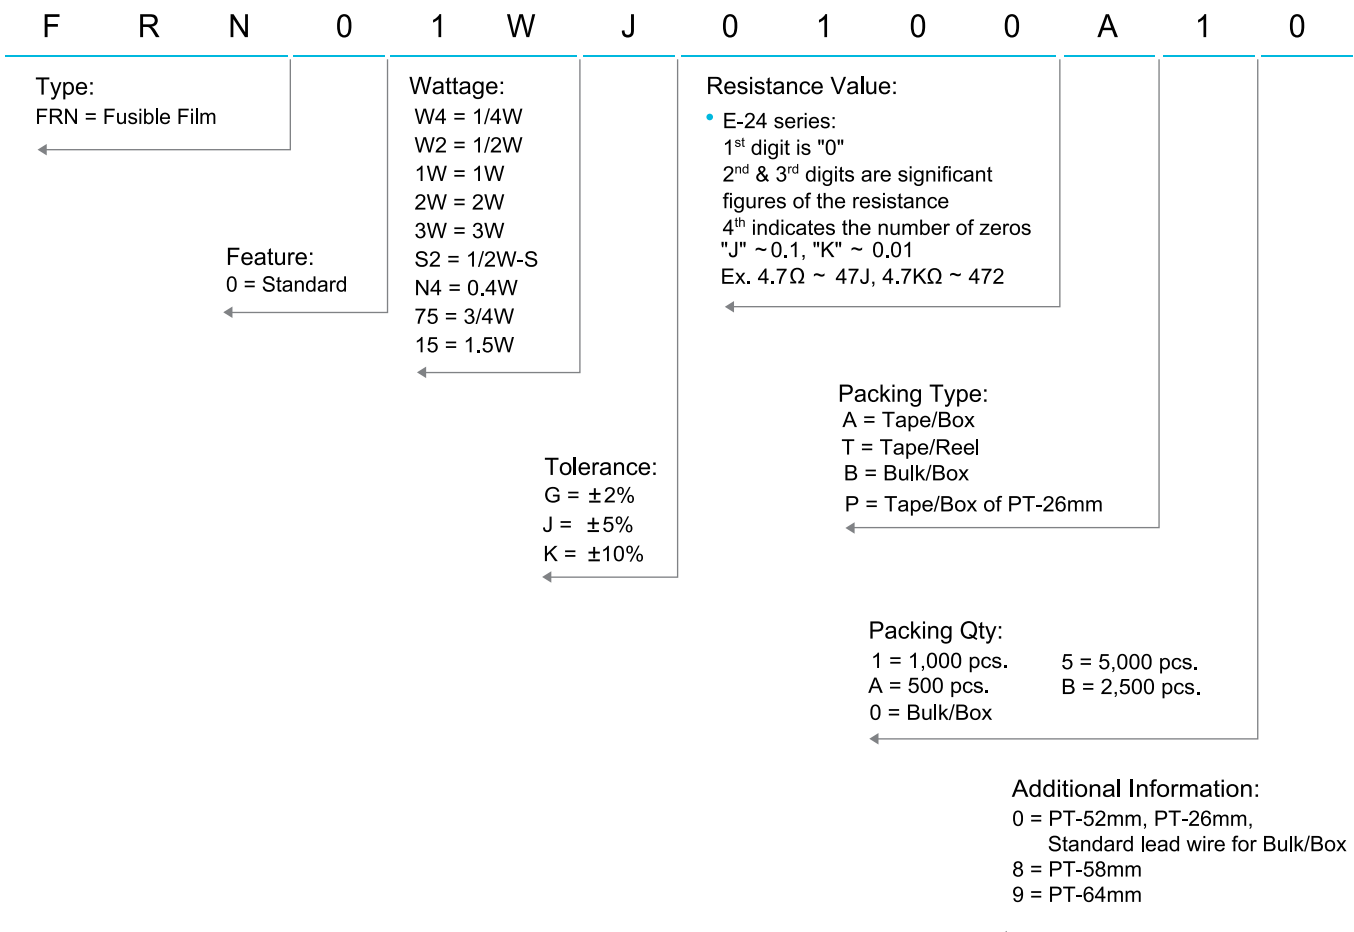 F R N 0 1 W J 0 1 0 0 A 1 0
Type:
FRN = Fusible Film
Feature:
0 = Standard
Wattage:
W4 = 1/4W
W2 = 1/2W
1W = 1W
2W = 2W
3W = 3W
S2 = 1/2W-S
N4 = 0.4W
75 = 3/4W
15 = 1.5W
Tolerance:
G = ±2%
J = ±5%
K = ±10%
Resistance Value:
• E-24 series:
1st digit is "0"
2nd & 3rd digits are significant
figures of the resistance
4th indicates the number of zeros
"J" ~ 0.1, "K" ~ 0.01
Ex. 4.7Ω ~ 47J, 4.7KΩ ~ 472
Packing Type:
A = Tape/Box
T = Tape/Reel
B = Bulk/Box
P = Tape/Box of PT-26mm
Packing Qty:
1 = 1,000 pcs. 5 = 5,000 pcs.
A = 500 pcs. B = 2,500 pcs.
0 = Bulk/Box
Additional Information:
0 = PT-52mm, PT-26mm,
Standard lead wire for Bulk/Box
8 = PT-58mm
9 = PT-64mm